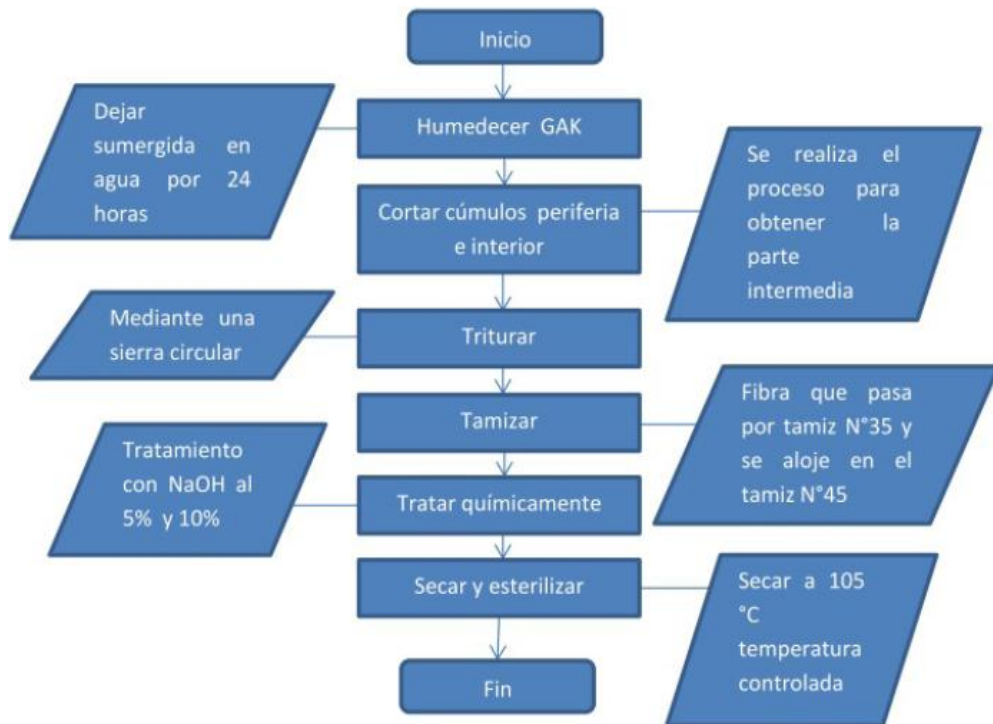 Inicio
Dejar
sumergida en
agua por 24
horas
Humedecer GAK
Cortar cúmulos periferia
e interior
Se realiza el
proceso para
obtener la
parte
intermedia
Mediante una
sierra circular
Triturar
Tamizar
Fibra que pasa
por tamiz N°35 y
se aloje en el
tamiz N°45
Tratamiento
con NaOH al
5% y 10%
Tratar químicamente
Secar y esterilizar
Secar a 105
°C
temperatura
controlada
Fin